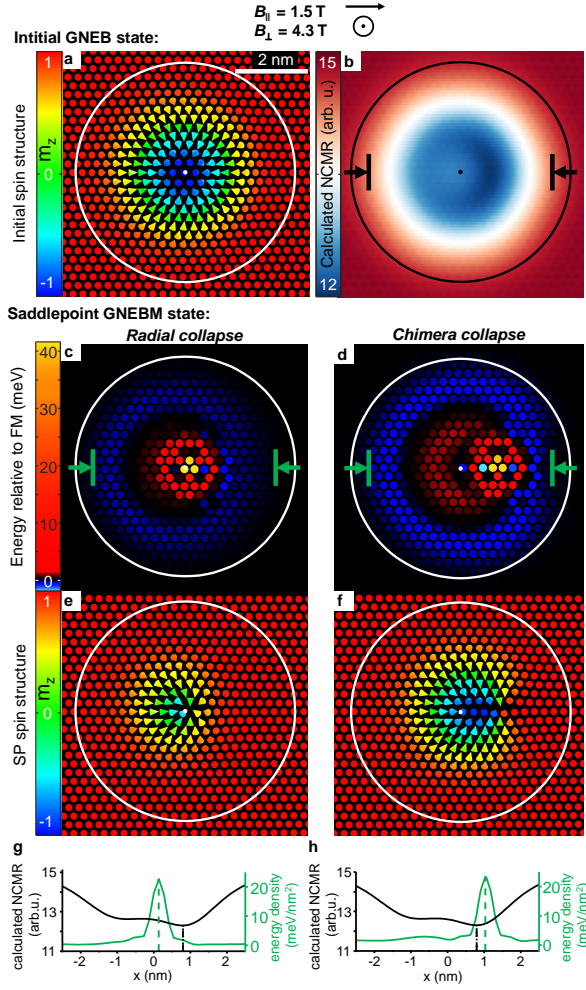 B∥ = 1.5 T
B⊥ = 4.3 T
Intitial GNEB state:
a
2 nm
1
m_z
0
-1
Initial spin structure
b
15
Calculated NCMR (arb. u.)
12
Saddlepoint GNEBM state:
Radial collapse
Chimera collapse
c
d
Energy relative to FM (meV)
40
30
20
10
0
e
f
1
m_z
0
-1
SP spin structure
g
calculated NCMR
(arb.u.)
15
13
11
-2
-1
0
1
2
x (nm)
20
0
energy density
(meV/nm²)
h
calculated NCMR
(arb.u.)
15
13
11
-2
-1
0
1
2
x (nm)
20
0
energy density
(meV/nm²)